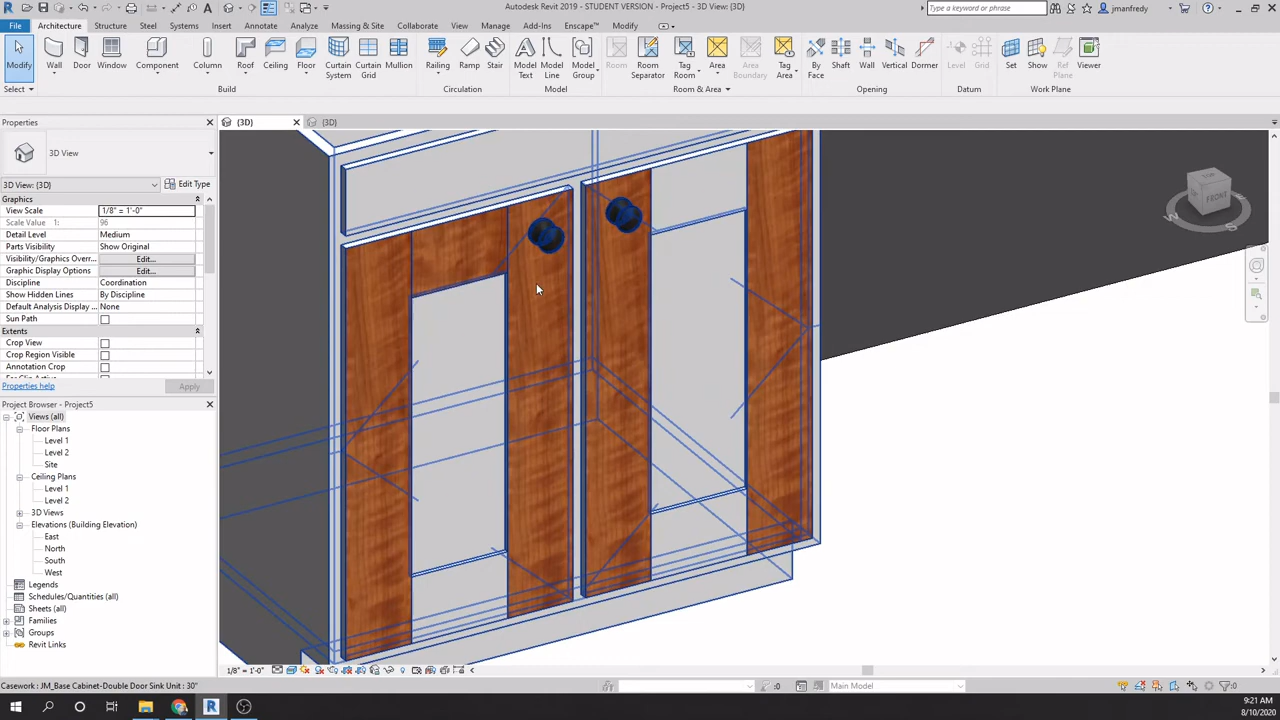 Autodesk Revit 2019 - STUDENT VERSION - Project5 - 3D View: {3D}
Type a keyword or phrase
jmanfredy
File
Architecture
Structure
Steel
Systems
Insert
Annotate
Analyze
Massing & Site
Collaborate
View
Manage
Add-Ins
Enscape™
Modify
Modify
Wall
Door
Window
Component
Column
Roof
Ceiling
Floor
Curtain System
Curtain Grid
Mullion
Railing
Ramp
Stair
Model Text
Model Line
Model Group
Room
Room Separator
Tag Room
Area
Area Boundary
Tag Area
By Face
Shaft
Wall
Vertical
Dormer
Level
Grid
Set
Show
Ref Plane
Viewer
Select
Build
Circulation
Model
Room & Area
Opening
Datum
Work Plane
Properties
{3D}
{3D}
3D View
3D View: {3D}
Edit Type
Graphics
View Scale 1/8" = 1'-0"
Scale Value 1: 96
Detail Level Medium
Parts Visibility Show Original
Visibility/Graphics Over... Edit...
Graphic Display Options Edit...
Discipline Coordination
Show Hidden Lines By Discipline
Default Analysis Display ... None
Sun Path
Extents
Crop View
Crop Region Visible
Annotation Crop
Properties help
Apply
Project Browser - Project5
Views (all)
Floor Plans
Level 1
Level 2
Site
Ceiling Plans
Level 1
Level 2
3D Views
Elevations (Building Elevation)
East
North
South
West
Legends
Schedules/Quantities (all)
Sheets (all)
Families
Groups
Revit Links
FRONT
W
S
1/8" = 1'-0"
Casework : JM_Base Cabinet-Double Door Sink Unit : 30"
:0
Main Model
:0
9:21 AM
8/10/2020